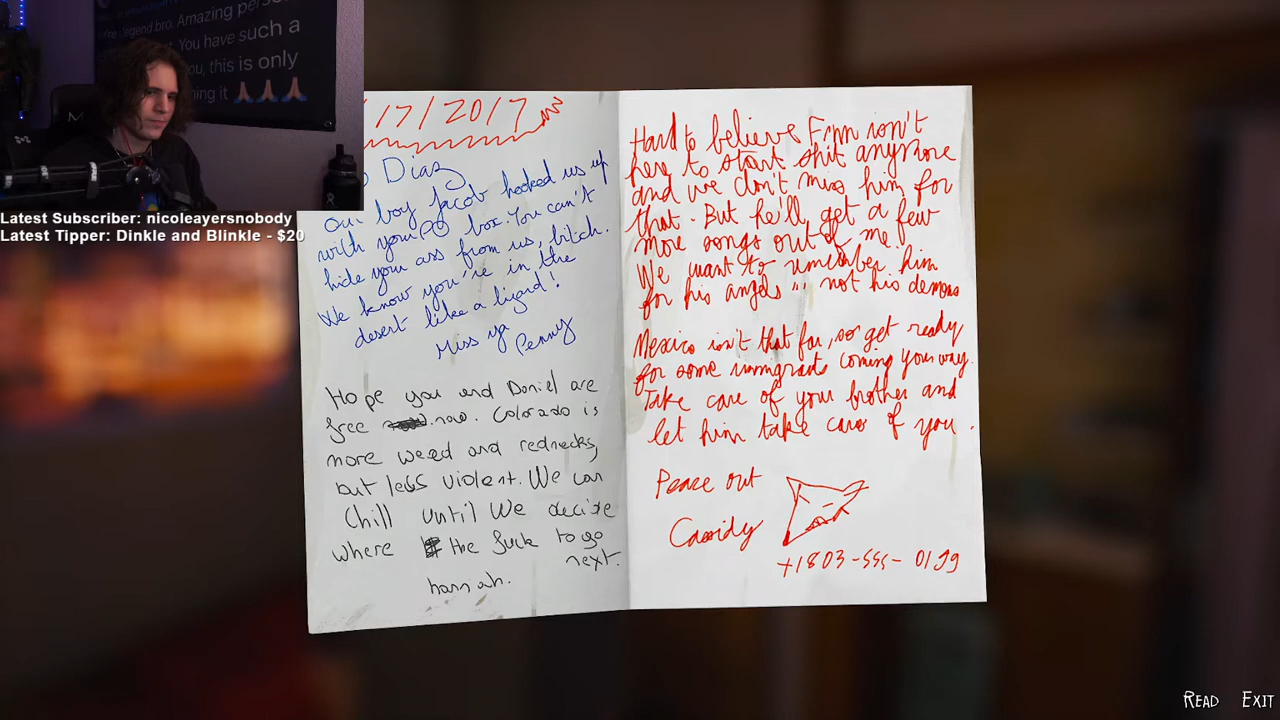 're legend bro. Amazing perso
t. You have such a
ou, this is only
ning it 🙏🏼🙏🏼🙏🏼
Latest Subscriber: nicoleayersnobody
Latest Tipper: Dinkle and Blinkle - $20
/17/2017
Diaz
Our boy Jacob hooked us up
with your PO box. You can't
hide your ass from us, bitch.
We know you're in the
desert like a lizard!
Miss ya
Penny
Hope you and Daniel are
free now. Colorado is
more weed and rednecks,
but less violent. We can
Chill until We decide
where the fuck to go
next.
hannah.
Hard to believe Finn isn't
here to start shit anymore
and we don't miss him for
that. But he'll get a few
more songs out of me.
We want to remember him
for his angels... not his demons
Mexico isn't that far, so get ready
for some immigrants coming your way.
Take care of your brother and
let him take care of you.
Peace out
Cassidy
+1803-555-0139
READ EXIT